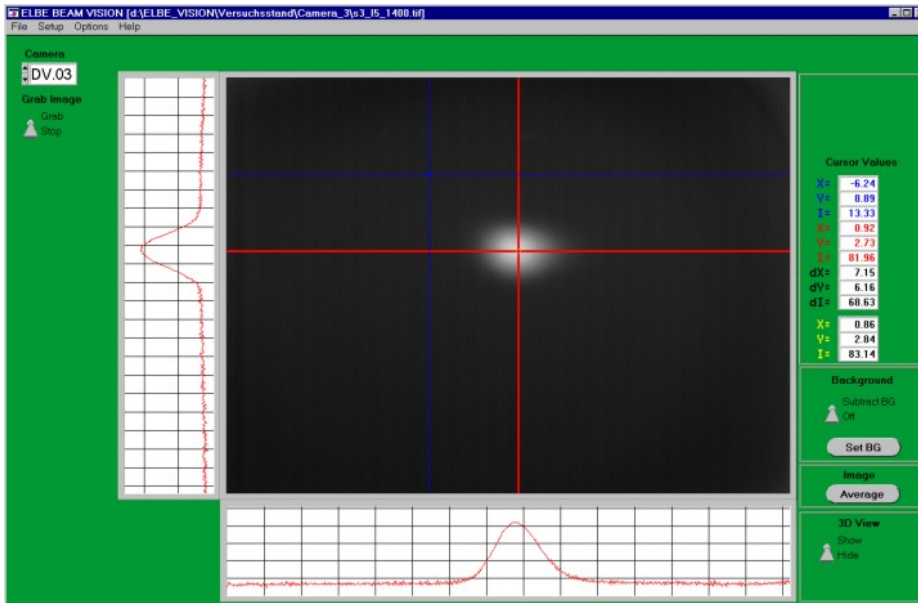 ELBE BEAM VISION [d:\ELBE_VISION\Versuchsstand\Camera_3\s3_I5_1400.tif]
File Setup Options Help
Camera
DV.03
Grab Image
Grab
Stop
Cursor Values
X= -6.24
Y= 8.89
I= 13.33
X= 0.92
Y= 2.73
I= 81.96
dX= 7.15
dY= 6.16
dI= 68.63
X= 0.86
Y= 2.84
I= 83.14
Background
Subtract BG
Off
Set BG
Image
Average
3D View
Show
Hide